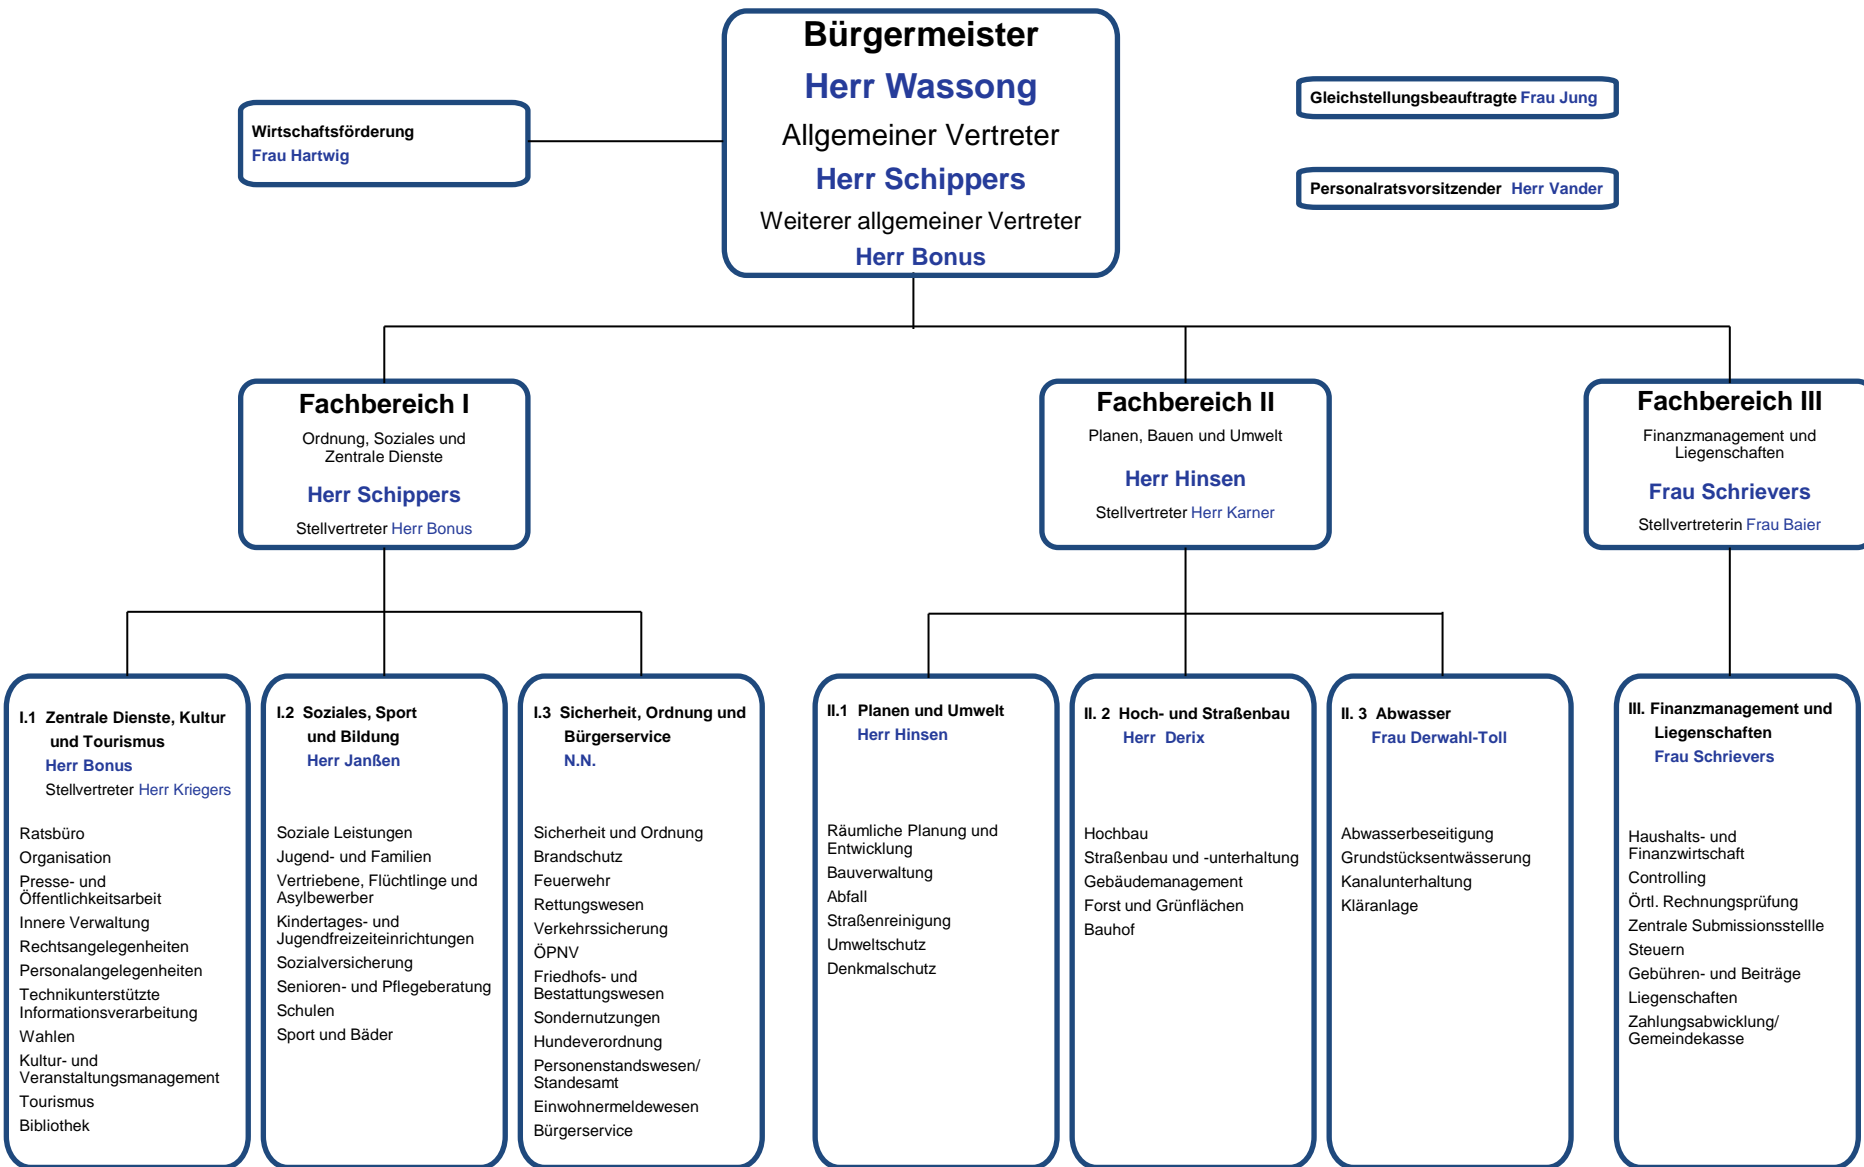 Bürgermeister
Herr Wassong
Allgemeiner Vertreter
Herr Schippers
Weiterer allgemeiner Vertreter
Herr Bonus
Wirtschaftsförderung
Frau Hartwig
Gleichstellungsbeauftragte Frau Jung
Personalratsvorsitzender Herr Vander
Fachbereich I
Ordnung, Soziales und
Zentrale Dienste
Herr Schippers
Stellvertreter Herr Bonus
Fachbereich II
Planen, Bauen und Umwelt
Herr Hinsen
Stellvertreter Herr Karner
Fachbereich III
Finanzmanagement und
Liegenschaften
Frau Schrievers
Stellvertreterin Frau Baier
I.1 Zentrale Dienste, Kultur
und Tourismus
Herr Bonus
Stellvertreter Herr Kriegers
Ratsbüro
Organisation
Presse- und
Öffentlichkeitsarbeit
Innere Verwaltung
Rechtsangelegenheiten
Personalangelegenheiten
Technikunterstützte
Informationsverarbeitung
Wahlen
Kultur- und
Veranstaltungsmanagement
Tourismus
Bibliothek
I.2 Soziales, Sport
und Bildung
Herr Janßen
Soziale Leistungen
Jugend- und Familien
Vertriebene, Flüchtlinge und
Asylbewerber
Kindertages- und
Jugendfreizeiteinrichtungen
Sozialversicherung
Senioren- und Pflegeberatung
Schulen
Sport und Bäder
I.3 Sicherheit, Ordnung und
Bürgerservice
N.N.
Sicherheit und Ordnung
Brandschutz
Feuerwehr
Rettungswesen
Verkehrssicherung
ÖPNV
Friedhofs- und
Bestattungswesen
Sondernutzungen
Hundeverordnung
Personenstandswesen/
Standesamt
Einwohnermeldewesen
Bürgerservice
II.1 Planen und Umwelt
Herr Hinsen
Räumliche Planung und
Entwicklung
Bauverwaltung
Abfall
Straßenreinigung
Umweltschutz
Denkmalschutz
II. 2 Hoch- und Straßenbau
Herr Derix
Hochbau
Straßenbau und -unterhaltung
Gebäudemanagement
Forst und Grünflächen
Bauhof
II. 3 Abwasser
Frau Derwahl-Toll
Abwasserbeseitigung
Grundstücksentwässerung
Kanalunterhaltung
Kläranlage
III. Finanzmanagement und
Liegenschaften
Frau Schrievers
Haushalts- und
Finanzwirtschaft
Controlling
Örtl. Rechnungsprüfung
Zentrale Submissionsstellle
Steuern
Gebühren- und Beiträge
Liegenschaften
Zahlungsabwicklung/
Gemeindekasse